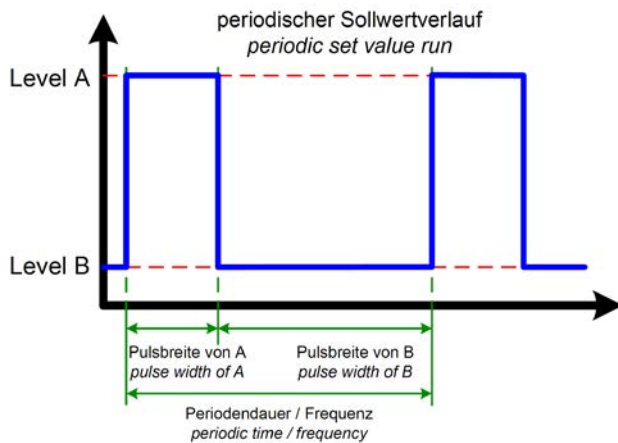 periodischer Sollwertverlauf
periodic set value run
Level A
Level B
Pulsbreite von A
pulse width of A
Pulsbreite von B
pulse width of B
Periodendauer / Frequenz
periodic time / frequency